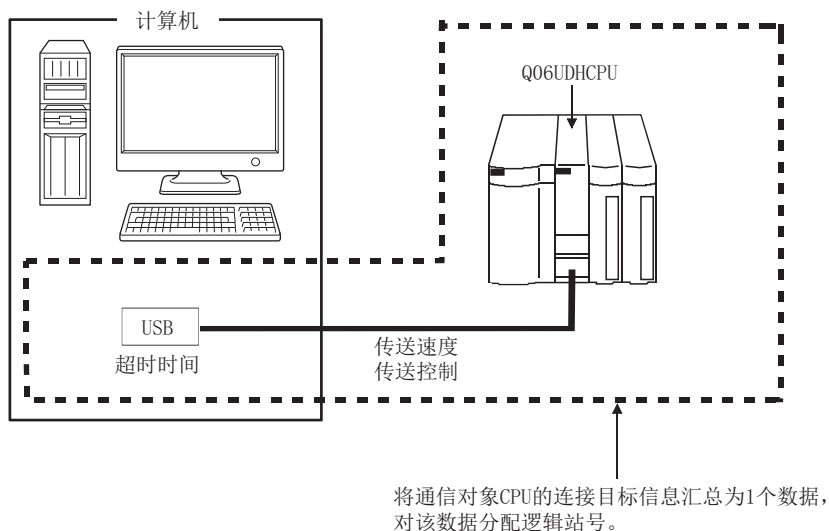 计算机
Q06UDHCPU
USB
超时时间
传送速度
传送控制
将通信对象CPU的连接目标信息汇总为1个数据,
对该数据分配逻辑站号。